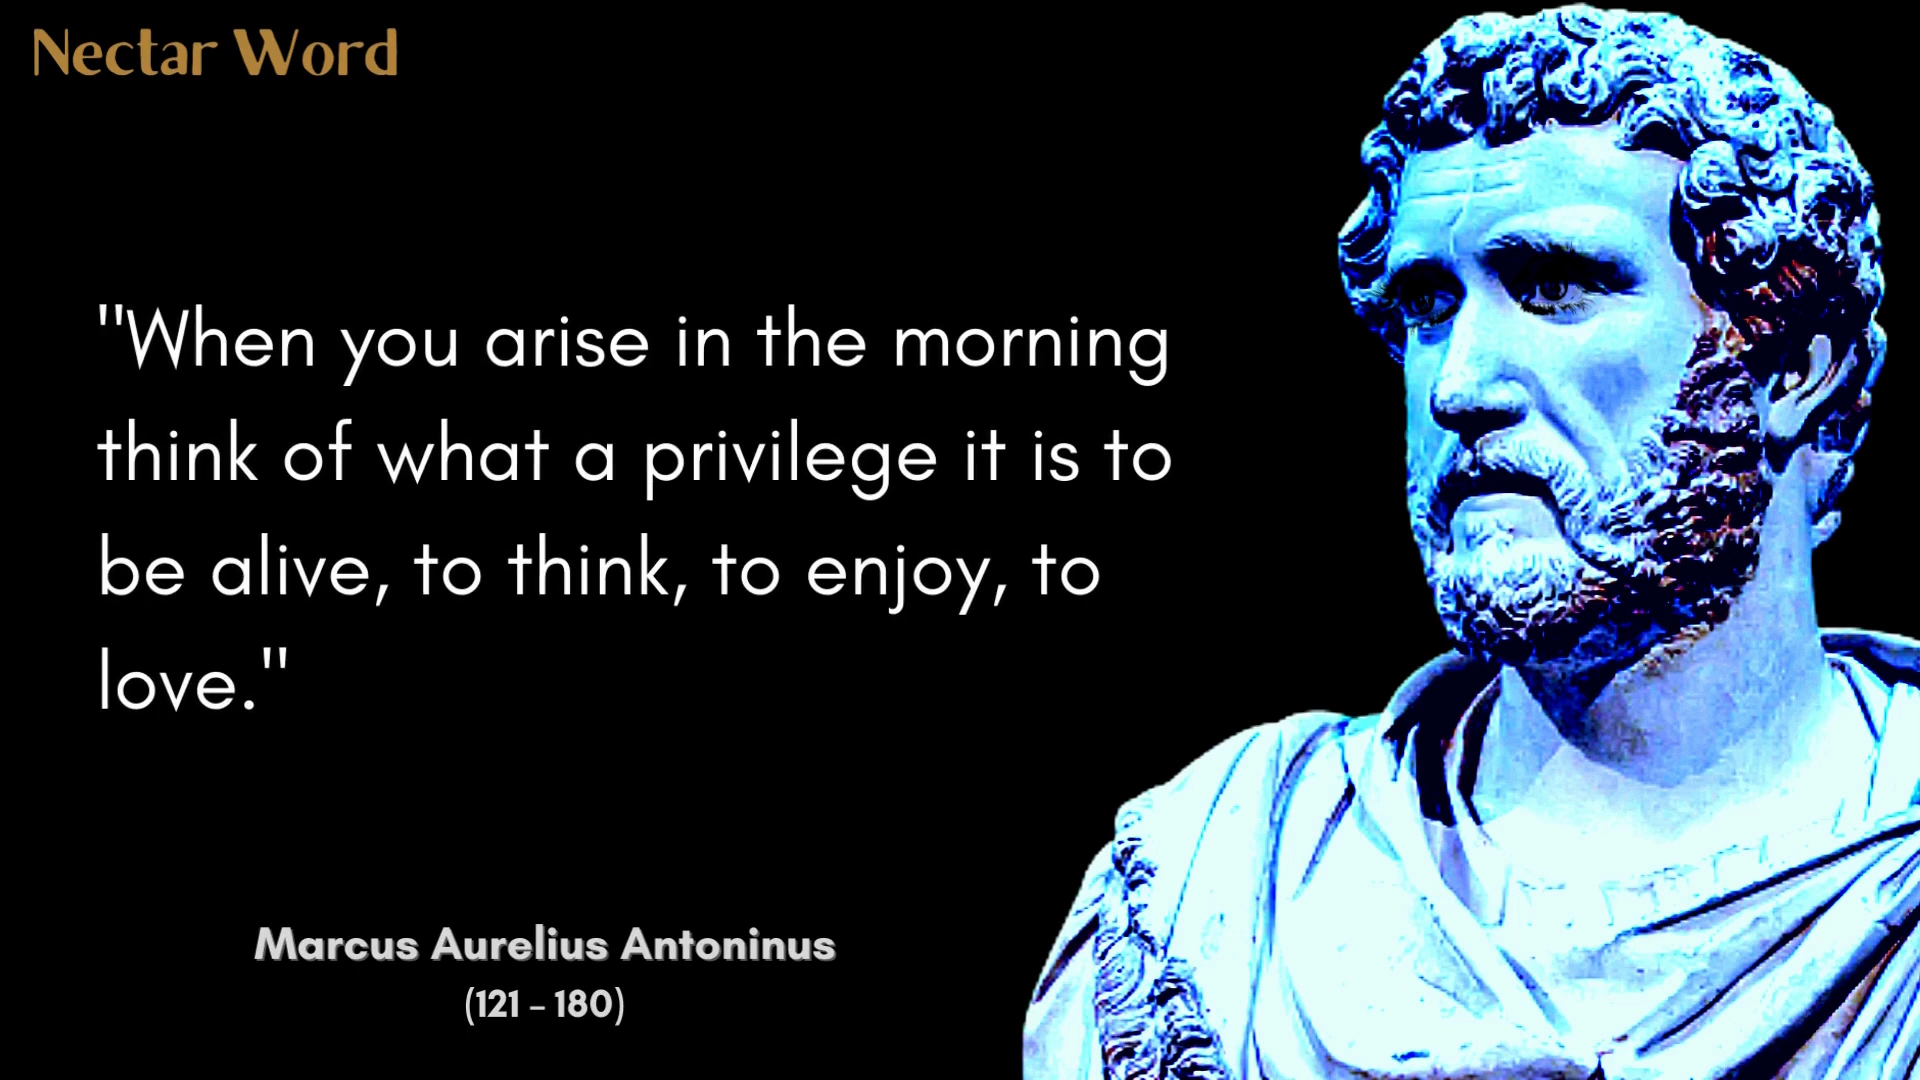 Nectar Word
"When you arise in the morning
think of what a privilege it is to
be alive, to think, to enjoy, to
love."
Marcus Aurelius Antoninus
(121 – 180)